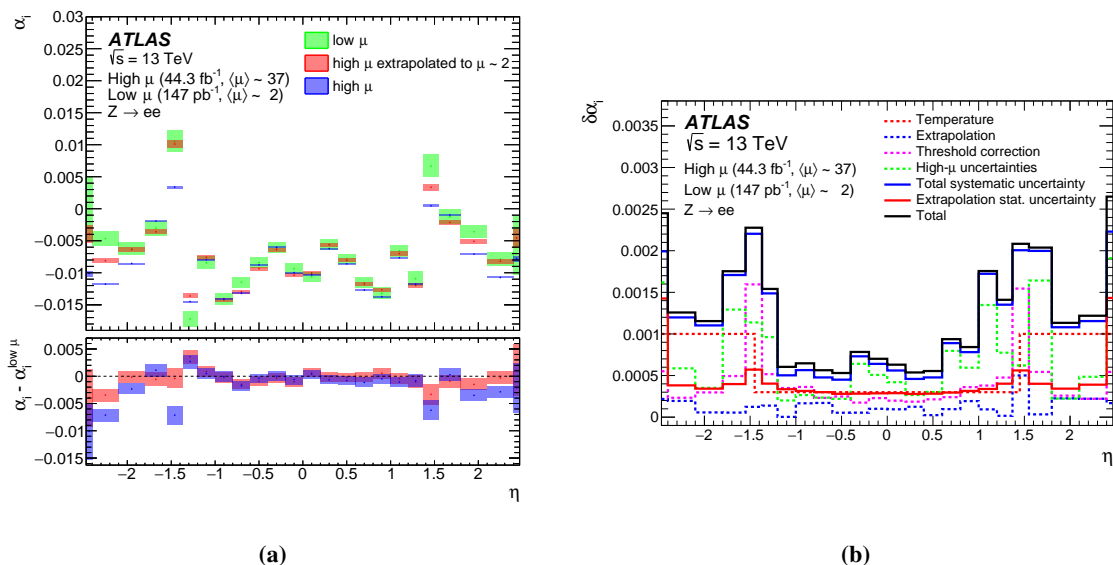 α_i
0.03
0.025
0.02
0.015
0.01
0.005
0
−0.005
−0.01
−0.015
ATLAS
√s = 13 TeV
High μ (44.3 fb⁻¹, ⟨μ⟩ ~ 37)
Low μ (147 pb⁻¹, ⟨μ⟩ ~ 2)
Z → ee
low μ
high μ extrapolated to μ ~ 2
high μ
α_i - α_i^low μ
0.005
0
−0.005
−0.01
−0.015
−2 −1.5 −1 −0.5 0 0.5 1 1.5 2
η
(a)
δα_i
0.0035
0.003
0.0025
0.002
0.0015
0.001
0.0005
0
ATLAS
√s = 13 TeV
High μ (44.3 fb⁻¹, ⟨μ⟩ ~ 37)
Low μ (147 pb⁻¹, ⟨μ⟩ ~ 2)
Z → ee
Temperature
Extrapolation
Threshold correction
High-μ uncertainties
Total systematic uncertainty
Extrapolation stat. uncertainty
Total
−2 −1.5 −1 −0.5 0 0.5 1 1.5 2
η
(b)